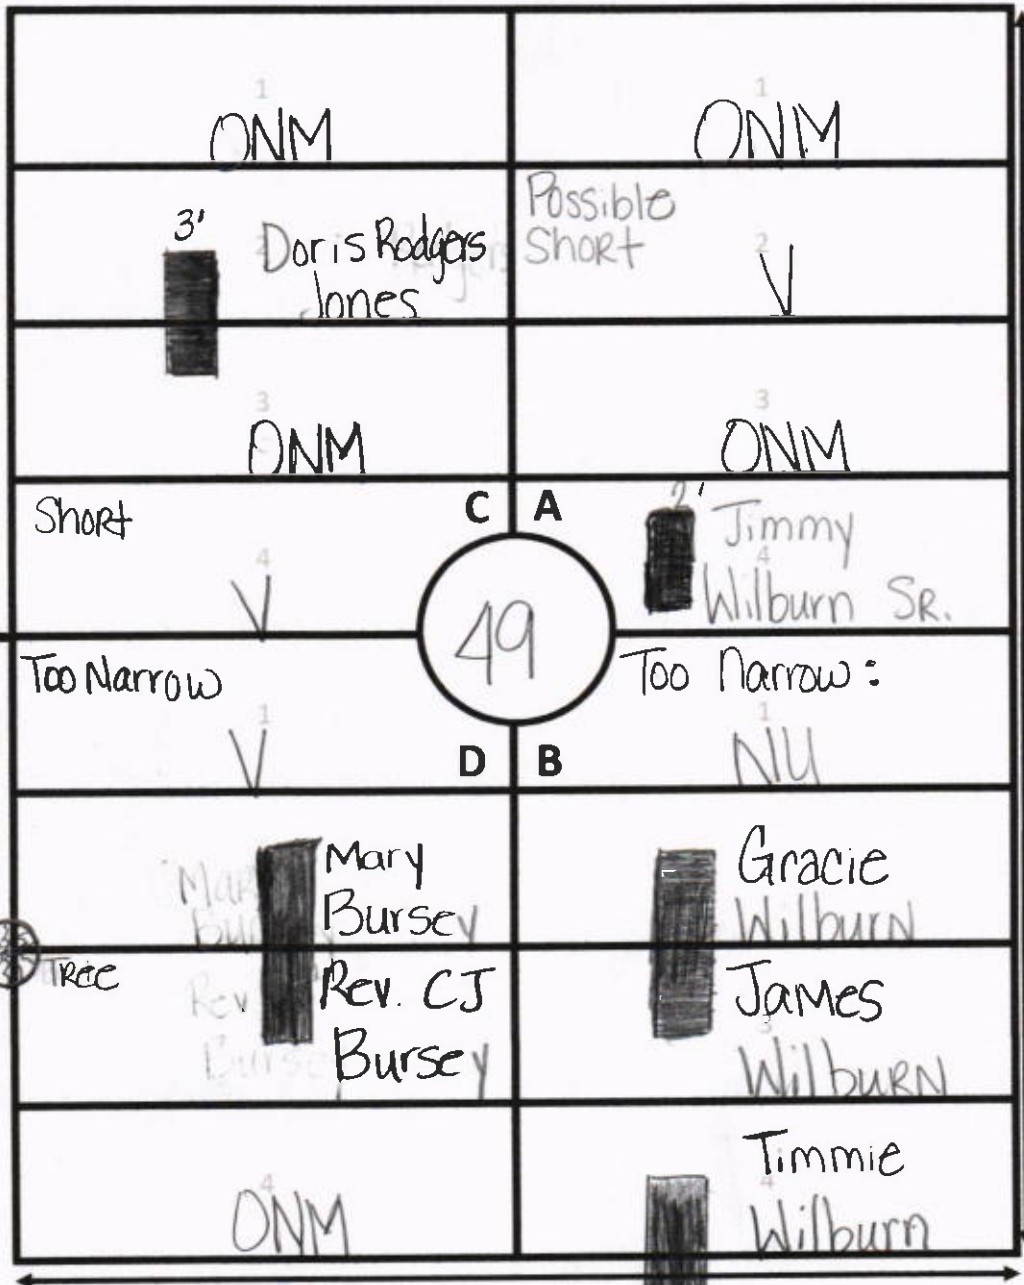 1
ONM
1
ONM
3'
Doris Rodgers
Jones
Possible
Short
2
V
3
ONM
3
ONM
Short
4
V
C
A
2'
Jimmy
4
Wilburn SR.
49
Too Narrow
1
V
Too Narrow:
1
NU
D
B
Mary
Bursey
Gracie
Wilburn
TREE
Rev. CJ
Bursey
James
3
Wilburn
4
ONM
Timmie
4
Wilburn